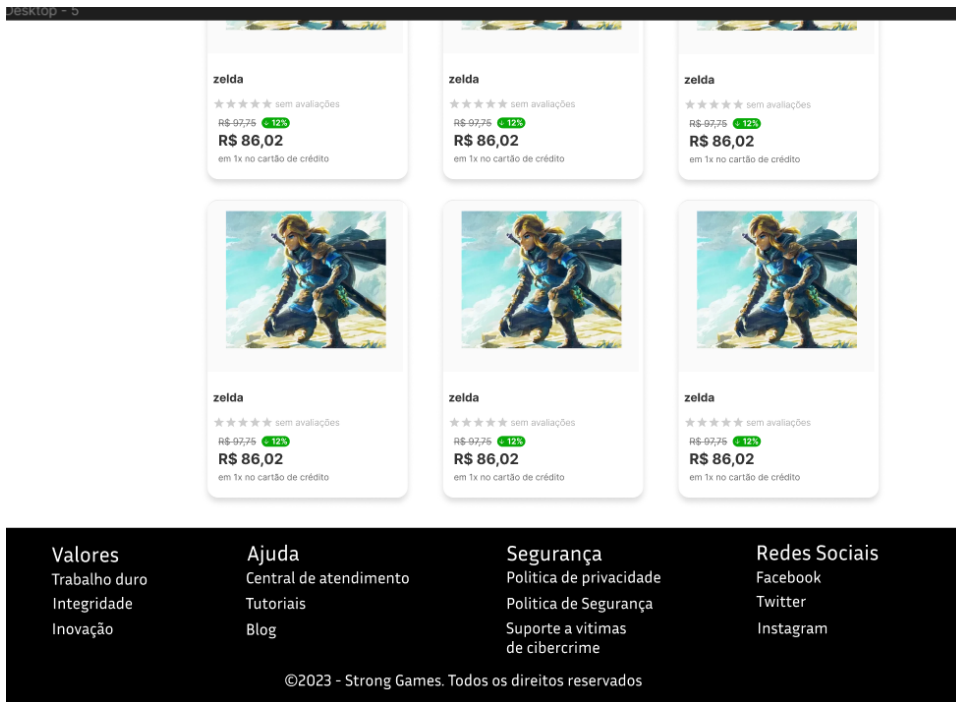 Desktop - 5
zelda
sem avaliações
R$ 97,75 ↓ 12%
R$ 86,02
em 1x no cartão de crédito
zelda
sem avaliações
R$ 97,75 ↓ 12%
R$ 86,02
em 1x no cartão de crédito
zelda
sem avaliações
R$ 97,75 ↓ 12%
R$ 86,02
em 1x no cartão de crédito
zelda
sem avaliações
R$ 97,75 ↓ 12%
R$ 86,02
em 1x no cartão de crédito
zelda
sem avaliações
R$ 97,75 ↓ 12%
R$ 86,02
em 1x no cartão de crédito
zelda
sem avaliações
R$ 97,75 ↓ 12%
R$ 86,02
em 1x no cartão de crédito
Valores
Trabalho duro
Integridade
Inovação
Ajuda
Central de atendimento
Tutoriais
Blog
Segurança
Politica de privacidade
Politica de Segurança
Suporte a vitimas
de cibercrime
Redes Sociais
Facebook
Twitter
Instagram
©2023 - Strong Games. Todos os direitos reservados